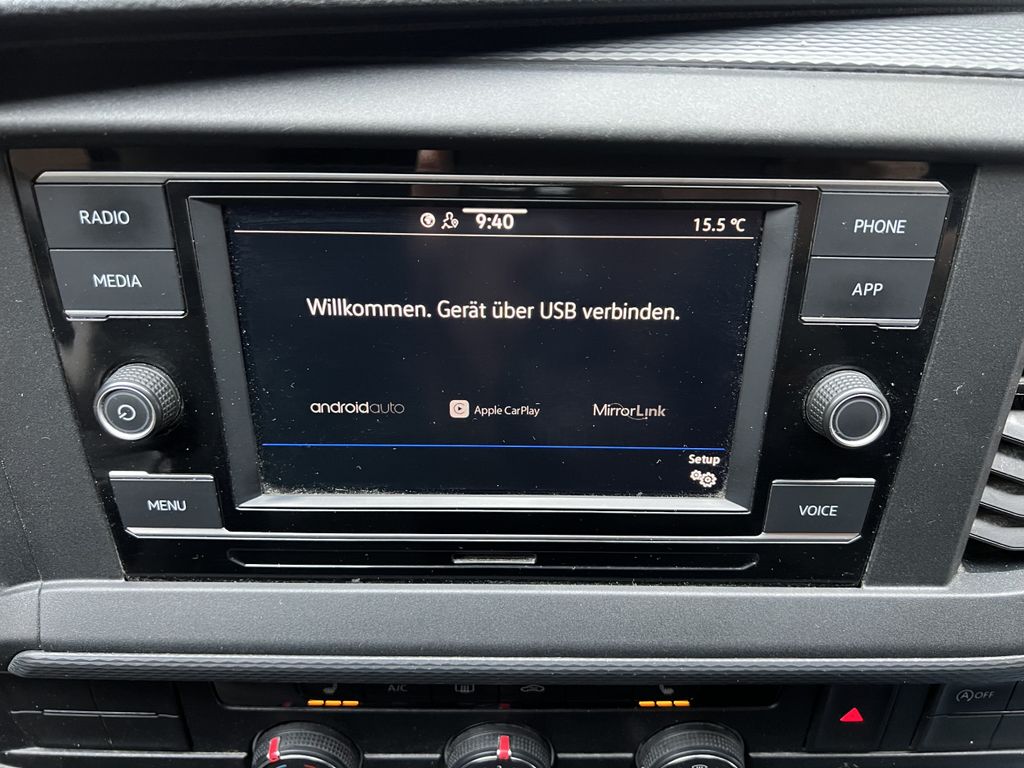 RADIO
MEDIA
9:40
15.5 °C
PHONE
APP
Willkommen. Gerät über USB verbinden.
androidauto
Apple CarPlay
MirrorLink
Setup
MENU
VOICE
A/C
A OFF